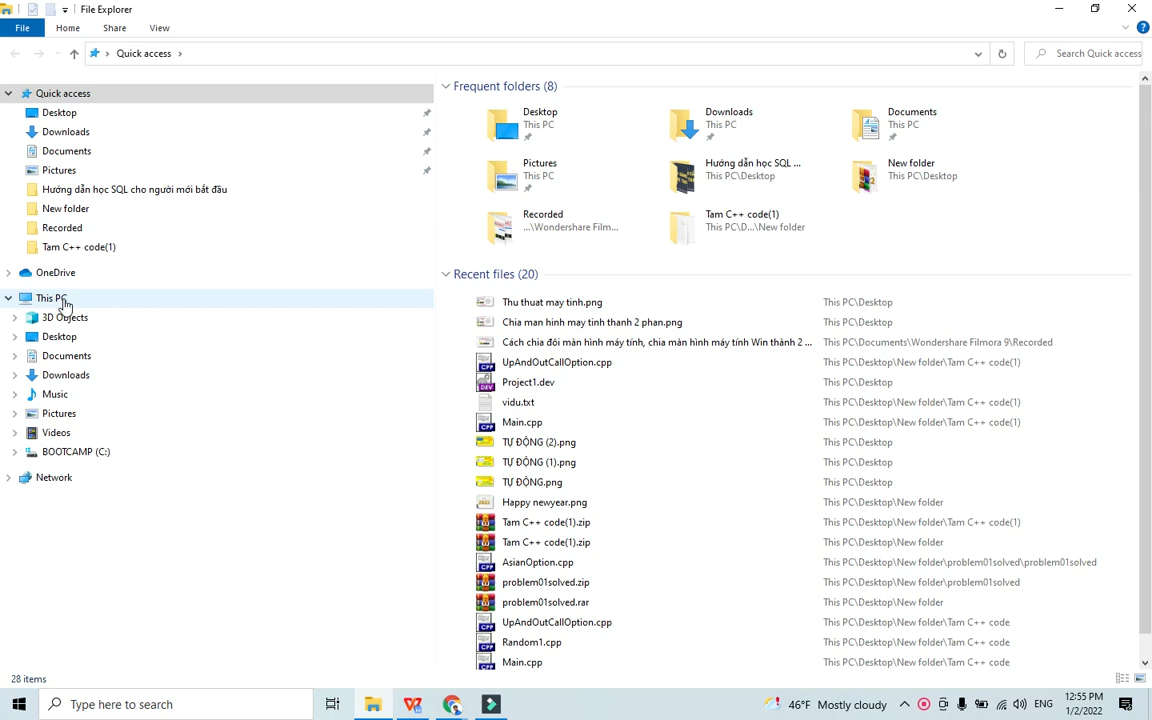 File Explorer
File Home Share View
Quick access
Search Quick access
Quick access
Desktop
Downloads
Documents
Pictures
Hướng dẫn học SQL cho người mới bắt đầu
New folder
Recorded
Tam C++ code(1)
OneDrive
This PC
3D Objects
Desktop
Documents
Downloads
Music
Pictures
Videos
BOOTCAMP (C:)
Network
Frequent folders (8)
Desktop
This PC
Downloads
This PC
Documents
This PC
Pictures
This PC
Hướng dẫn học SQL ...
This PC\Desktop
New folder
This PC\Desktop
Recorded
...\Wondershare Film...
Tam C++ code(1)
This PC\D...\New folder
Recent files (20)
Thu thuat may tinh.png This PC\Desktop
Chia man hinh may tinh thanh 2 phan.png This PC\Desktop
Cách chia đôi màn hình máy tính, chia màn hình máy tính Win thành 2 ... This PC\Documents\Wondershare Filmora 9\Recorded
UpAndOutCallOption.cpp This PC\Desktop\New folder\Tam C++ code(1)
Project1.dev This PC\Desktop
vidu.txt This PC\Desktop\New folder\Tam C++ code(1)
Main.cpp This PC\Desktop\New folder\Tam C++ code(1)
TỰ ĐỘNG (2).png This PC\Desktop
TỰ ĐỘNG (1).png This PC\Desktop
TỰ ĐỘNG.png This PC\Desktop
Happy newyear.png This PC\Desktop\New folder
Tam C++ code(1).zip This PC\Desktop\New folder\Tam C++ code(1)
Tam C++ code(1).zip This PC\Desktop\New folder
AsianOption.cpp This PC\Desktop\New folder\problem01solved\problem01solved
problem01solved.zip This PC\Desktop\New folder\problem01solved
problem01solved.rar This PC\Desktop\New folder
UpAndOutCallOption.cpp This PC\Desktop\New folder\Tam C++ code
Random1.cpp This PC\Desktop\New folder\Tam C++ code
Main.cpp This PC\Desktop\New folder\Tam C++ code
28 items
Type here to search
46°F Mostly cloudy
ENG
12:55 PM
1/2/2022